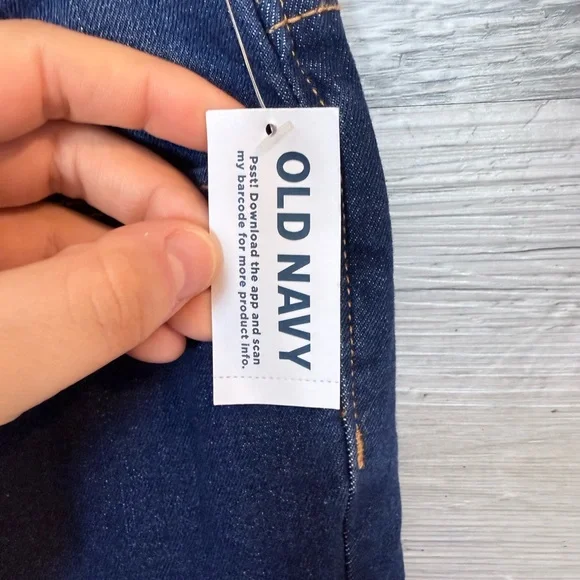 OLD NAVY
Psst! Download the app and scan
my barcode for more product info.